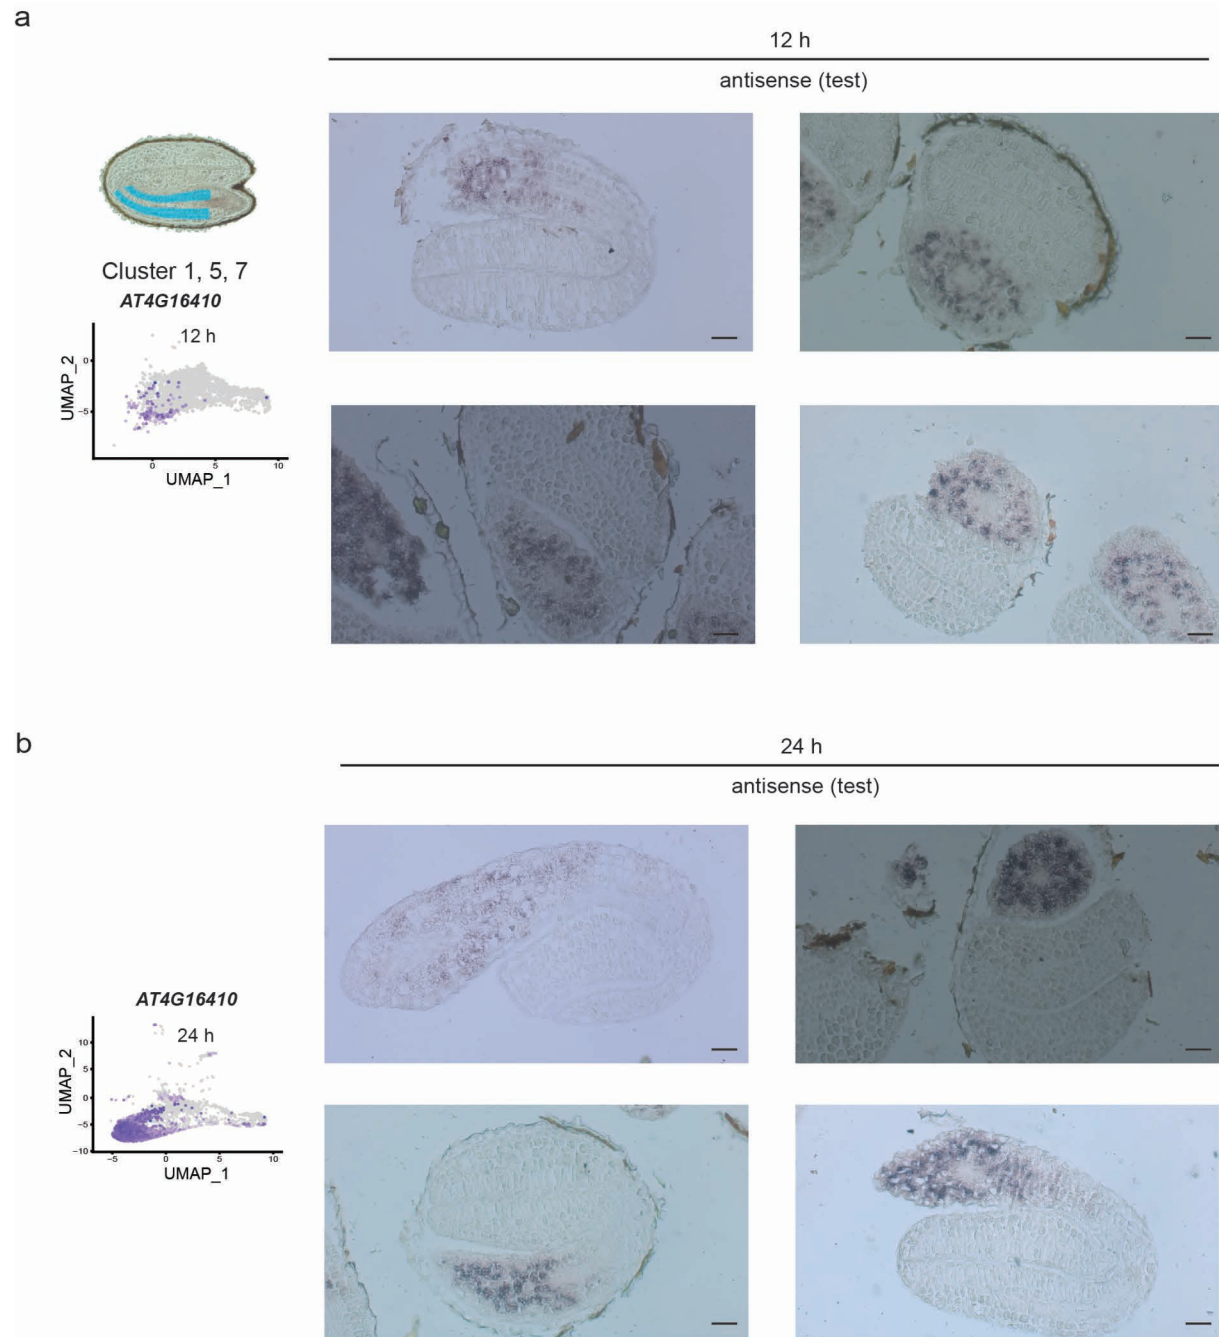 a
12 h
antisense (test)
Cluster 1, 5, 7
AT4G16410
12 h
UMAP_2
0
−5
0
5
10
UMAP_1
b
24 h
antisense (test)
AT4G16410
24 h
UMAP_2
10
5
0
−5
−10
−5
0
5
10
UMAP_1